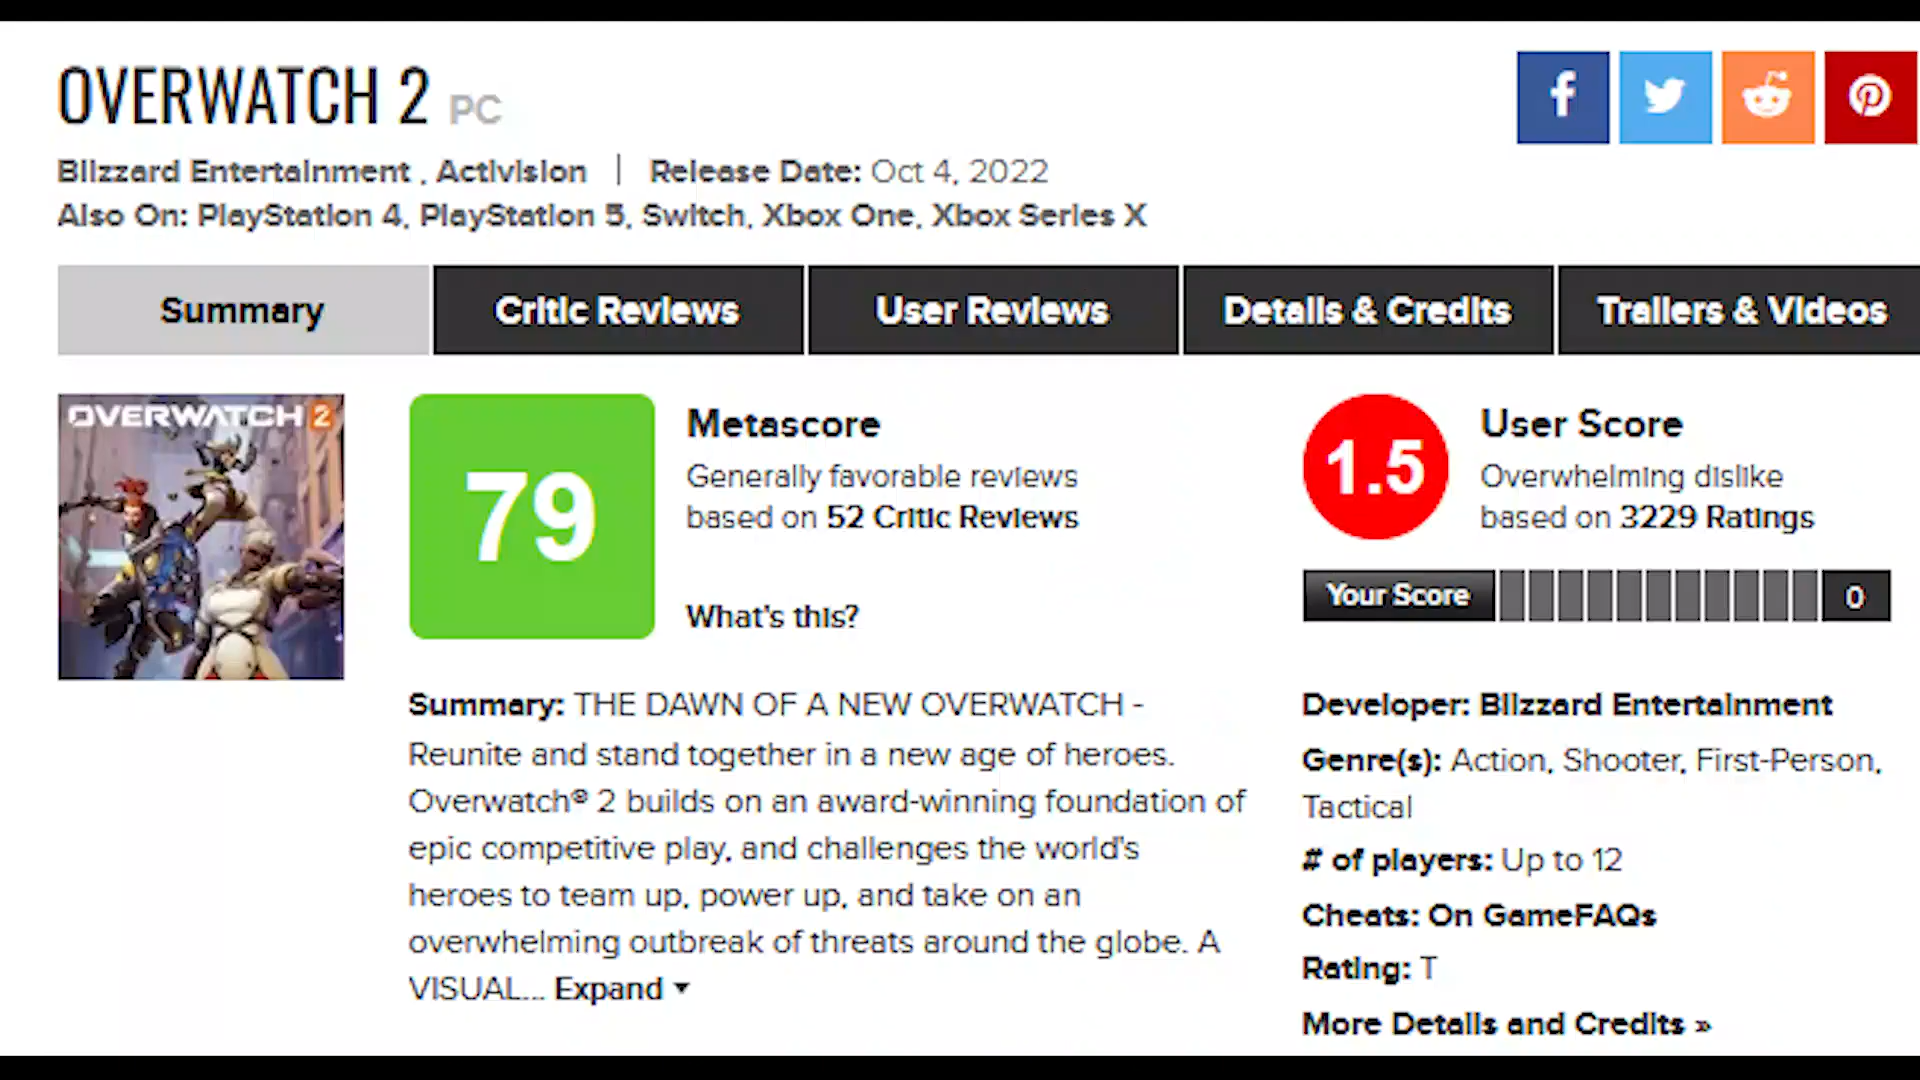 OVERWATCH 2 PC
Blizzard Entertainment , Activision | Release Date: Oct 4, 2022
Also On: PlayStation 4, PlayStation 5, Switch, Xbox One, Xbox Series X
Summary
Critic Reviews
User Reviews
Details & Credits
Trailers & Videos
OVERWATCH 2
79
Metascore
Generally favorable reviews
based on 52 Critic Reviews
What's this?
1.5
User Score
Overwhelming dislike
based on 3229 Ratings
Your Score
0
Summary: THE DAWN OF A NEW OVERWATCH -
Reunite and stand together in a new age of heroes.
Overwatch® 2 builds on an award-winning foundation of
epic competitive play, and challenges the world's
heroes to team up, power up, and take on an
overwhelming outbreak of threats around the globe. A
VISUAL... Expand ▾
Developer: Blizzard Entertainment
Genre(s): Action, Shooter, First-Person,
Tactical
# of players: Up to 12
Cheats: On GameFAQs
Rating: T
More Details and Credits »